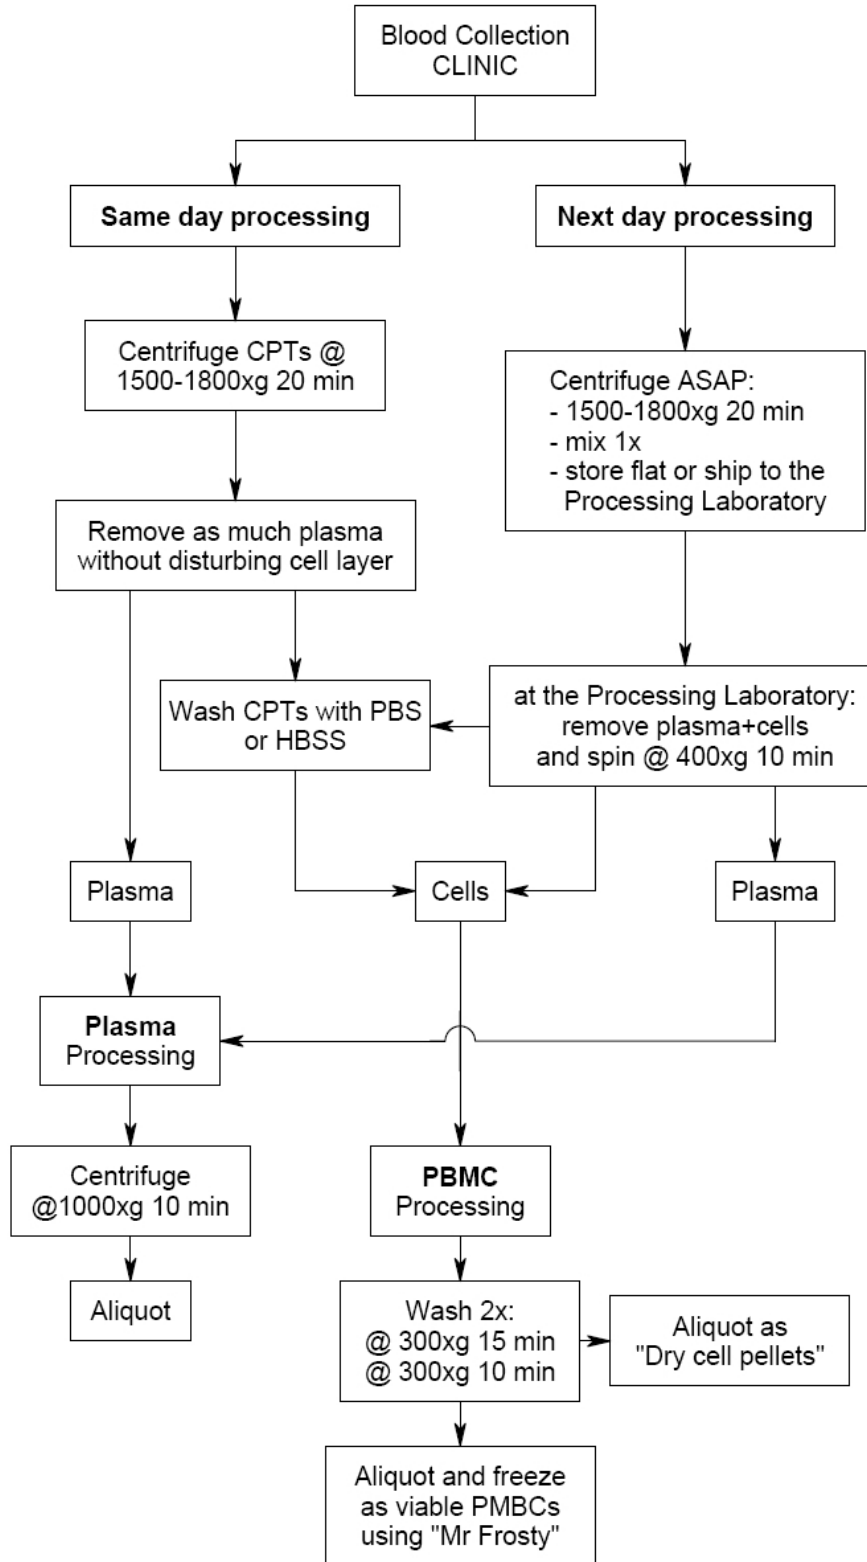 Blood Collection
CLINIC
Same day processing
Next day processing
Centrifuge CPTs @
1500-1800xg 20 min
Centrifuge ASAP:
- 1500-1800xg 20 min
- mix 1x
- store flat or ship to the
Processing Laboratory
Remove as much plasma
without disturbing cell layer
Wash CPTs with PBS
or HBSS
at the Processing Laboratory:
remove plasma+cells
and spin @ 400xg 10 min
Plasma
Cells
Plasma
Plasma
Processing
Centrifuge
@1000xg 10 min
PBMC
Processing
Aliquot
Wash 2x:
@ 300xg 15 min
@ 300xg 10 min
Aliquot as
"Dry cell pellets"
Aliquot and freeze
as viable PMBCs
using "Mr Frosty"